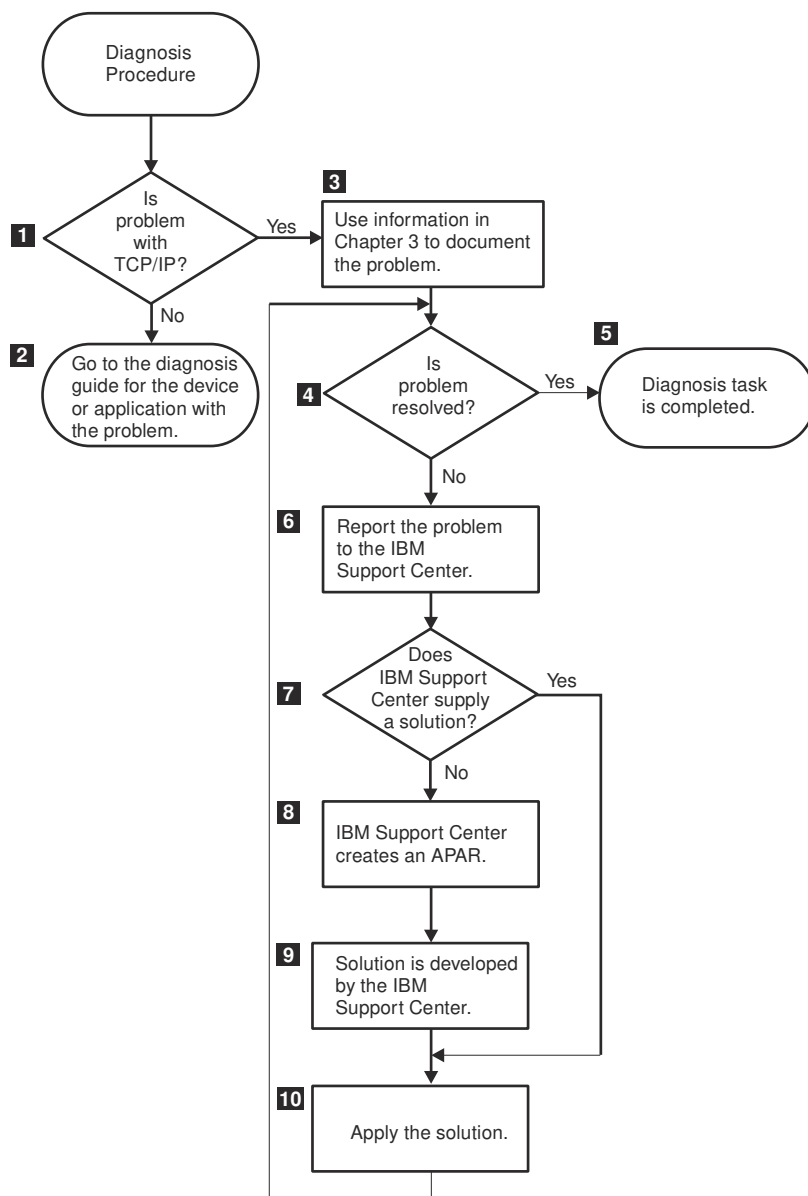 Diagnosis
Procedure
3
Is
problem
with
TCP/IP?
1
Yes
Use information in
Chapter 3 to document
the problem.
No
2
Go to the diagnosis
guide for the device
or application with
the problem.
4
Is
problem
resolved?
Yes
5
Diagnosis task
is completed.
No
6
Report the problem
to the IBM
Support Center.
7
Does
IBM Support
Center supply
a solution?
Yes
No
8
IBM Support Center
creates an APAR.
9
Solution is developed
by the IBM
Support Center.
10
Apply the solution.